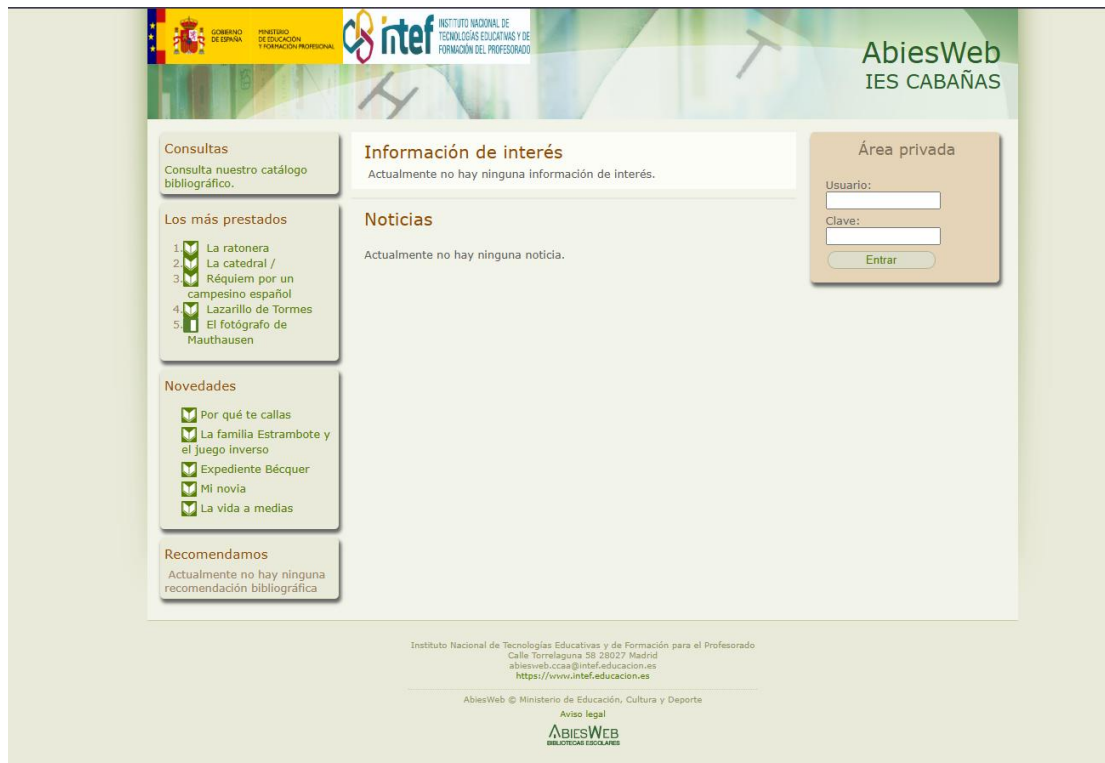 GOBIERNO
DE ESPAÑA
MINISTERIO
DE EDUCACIÓN
Y FORMACIÓN PROFESIONAL
intef
INSTITUTO NACIONAL DE
TECNOLOGÍAS EDUCATIVAS Y DE
FORMACIÓN DEL PROFESORADO
AbiesWeb
IES CABAÑAS
Consultas
Consulta nuestro catálogo
bibliográfico.
Los más prestados
1. La ratonera
2. La catedral /
3. Réquiem por un
campesino español
4. Lazarillo de Tormes
5. El fotógrafo de
Mauthausen
Novedades
Por qué te callas
La familia Estrambote y
el juego inverso
Expediente Bécquer
Mi novia
La vida a medias
Recomendamos
Actualmente no hay ninguna
recomendación bibliográfica
Información de interés
Actualmente no hay ninguna información de interés.
Noticias
Actualmente no hay ninguna noticia.
Área privada
Usuario:
Clave:
Entrar
Instituto Nacional de Tecnologías Educativas y de Formación para el Profesorado
Calle Torrelaguna 58 28027 Madrid
abiesweb.ccaa@intef.educacion.es
https://www.intef.educacion.es
AbiesWeb © Ministerio de Educación, Cultura y Deporte
Aviso legal
ABIESWEB
BIBLIOTECAS ESCOLARES